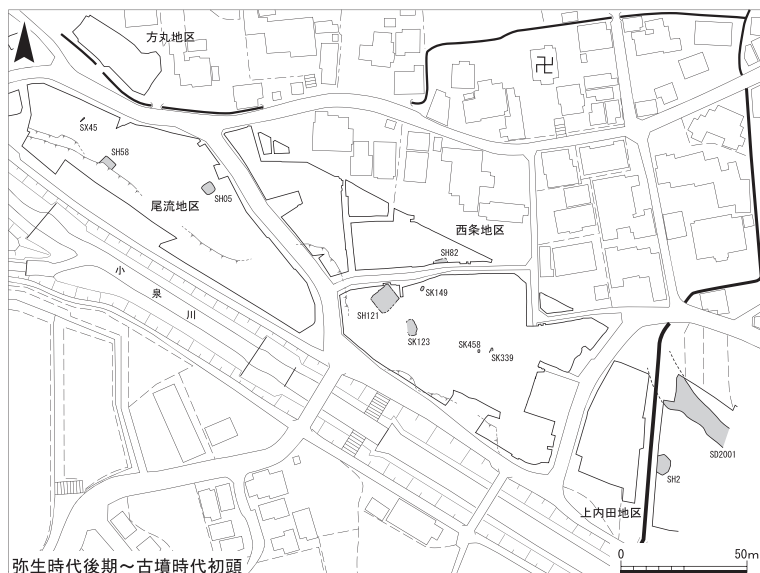 方丸地区
卍
SX45
SH58
SH05
尾流地区
西条地区
SH82
小泉川
SK149
SH121
SK123
SK458
SK339
SD2001
SH2
上内田地区
弥生時代後期～古墳時代初頭
0 50m